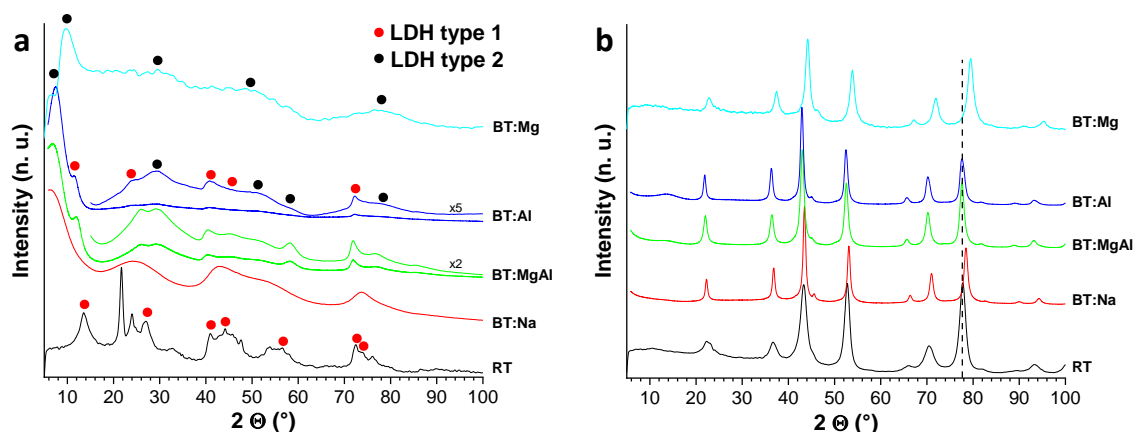 a
LDH type 1
LDH type 2
Intensity (n. u.)
BT:Mg
x5
BT:Al
x2
BT:MgAl
BT:Na
RT
10 20 30 40 50 60 70 80 90 100
2 Θ (°)
b
Intensity (n. u.)
BT:Mg
BT:Al
BT:MgAl
BT:Na
RT
10 20 30 40 50 60 70 80 90 100
2 Θ (°)